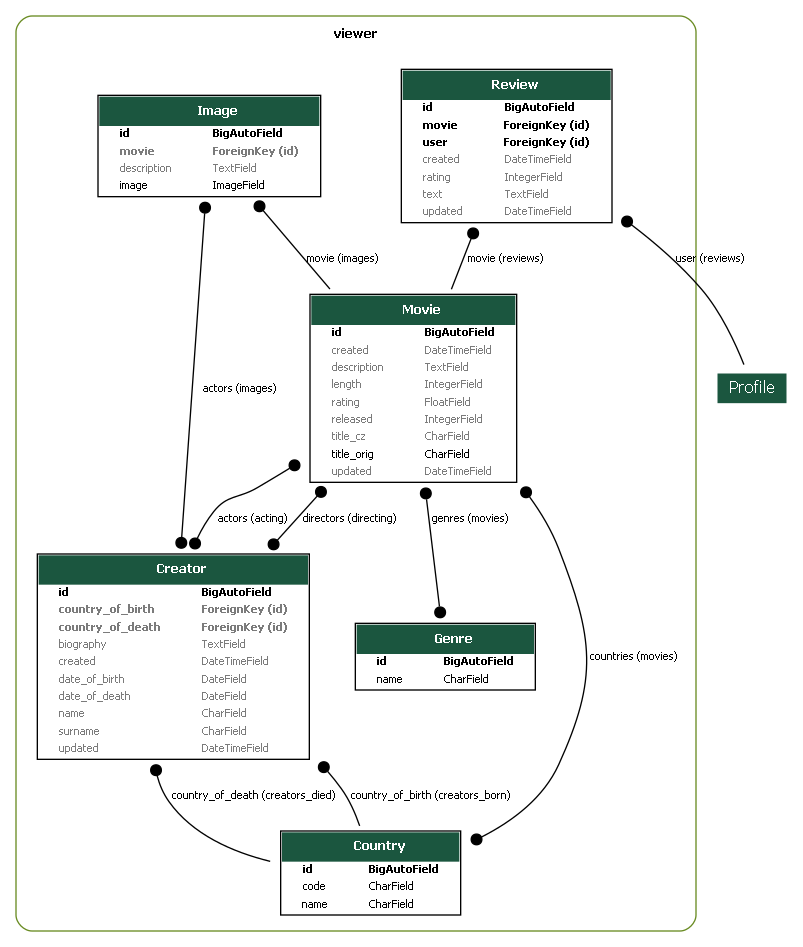 viewer
Image
id BigAutoField
movie ForeignKey (id)
description TextField
image ImageField
Review
id BigAutoField
movie ForeignKey (id)
user ForeignKey (id)
created DateTimeField
rating IntegerField
text TextField
updated DateTimeField
movie (images)
movie (reviews)
user (reviews)
Movie
id BigAutoField
created DateTimeField
description TextField
length IntegerField
rating FloatField
released IntegerField
title_cz CharField
title_orig CharField
updated DateTimeField
Profile
actors (images)
actors (acting)
directors (directing)
genres (movies)
Creator
id BigAutoField
country_of_birth ForeignKey (id)
country_of_death ForeignKey (id)
biography TextField
created DateTimeField
date_of_birth DateField
date_of_death DateField
name CharField
surname CharField
updated DateTimeField
Genre
id BigAutoField
name CharField
countries (movies)
country_of_death (creators_died)
country_of_birth (creators_born)
Country
id BigAutoField
code CharField
name CharField